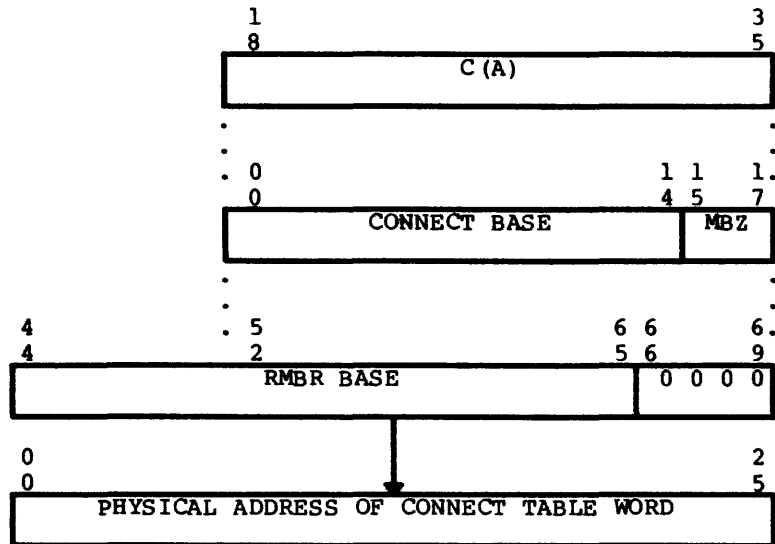 1 3
8 5
C(A)
. .
. .
. 0 1 1 1.
0 4 5 7
CONNECT BASE MBZ
. .
. .
4 5 6 6 6.
4 2 5 6 9
RMBR BASE 0 0 0 0
0 2
0 5
PHYSICAL ADDRESS OF CONNECT TABLE WORD